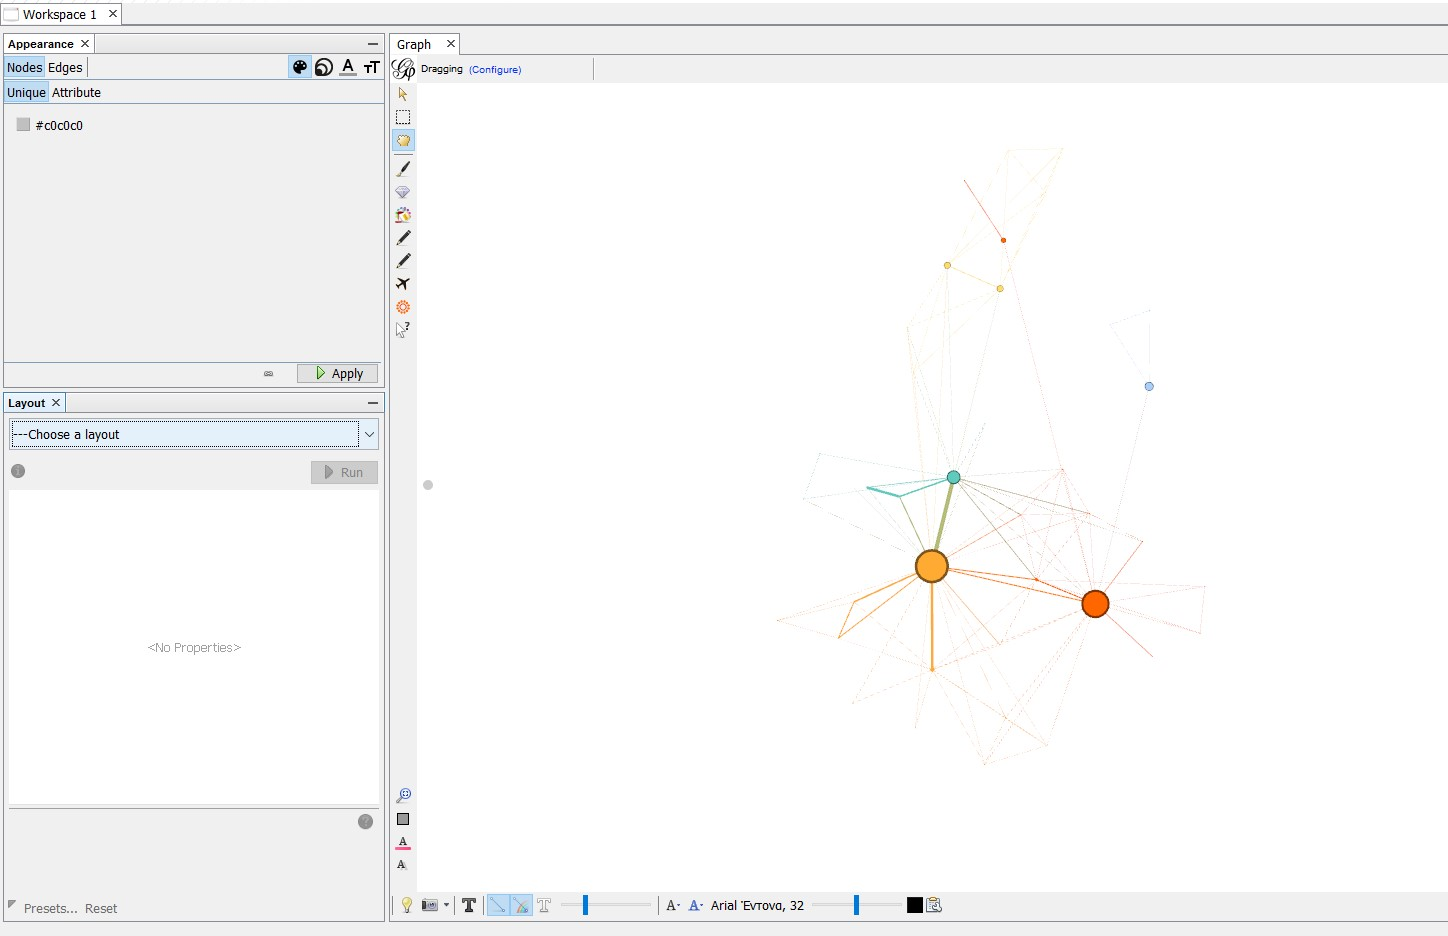 Workspace 1
Appearance
Nodes Edges
Unique Attribute
#c0c0c0
Apply
Layout
---Choose a layout
Run
<No Properties>
Presets... Reset
Graph
Dragging (Configure)
Arial Έντονα, 32